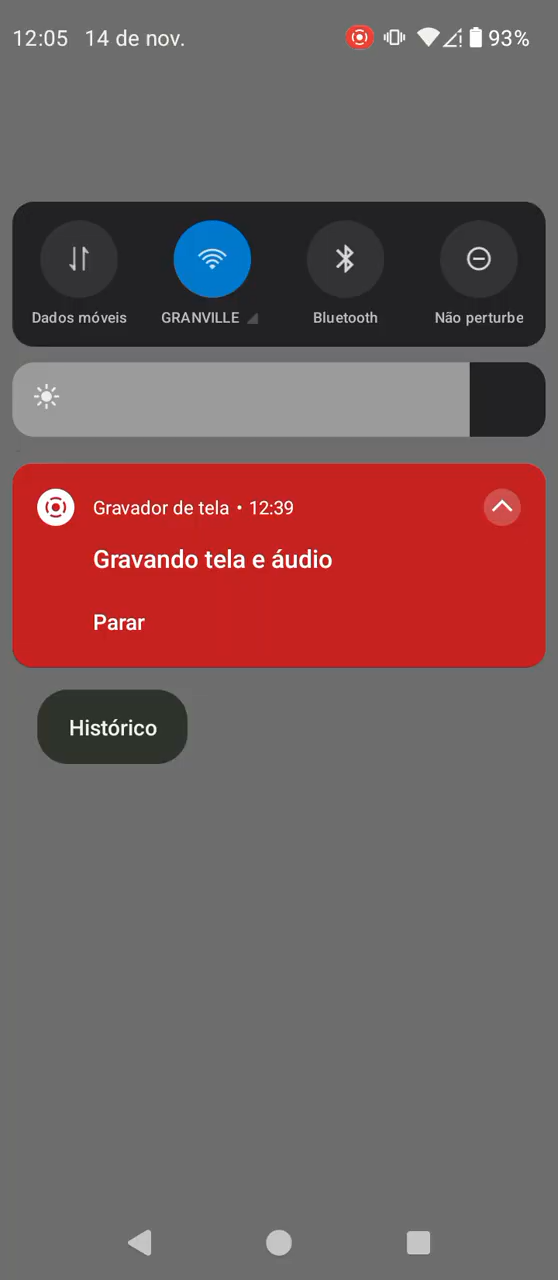 12:05 14 de nov. 93%
Dados móveis GRANVILLE Bluetooth Não perturbe
Gravador de tela • 12:39
Gravando tela e áudio
Parar
Histórico